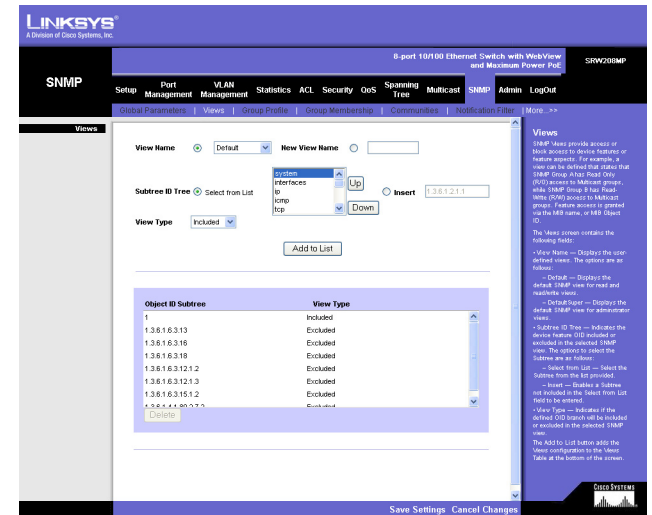 LINKSYS®
A Division of Cisco Systems, Inc.
8-port 10/100 Ethernet Switch with WebView
and Maximum Power PoE
SRW208MP
SNMP
Setup Port Management VLAN Management Statistics ACL Security QoS Spanning Tree Multicast SNMP Admin LogOut
Global Parameters | Views | Group Profile | Group Membership | Communities | Notification Filter | More...>>
Views
View Name Default New View Name
Subtree ID Tree Select from List
system
interfaces
ip
icmp
tcp
Up
Down
Insert 1.3.6.1.2.1.1
View Type Included
Add to List
Object ID Subtree View Type
1 Included
1.3.6.1.6.3.13 Excluded
1.3.6.1.6.3.16 Excluded
1.3.6.1.6.3.18 Excluded
1.3.6.1.6.3.12.1.2 Excluded
1.3.6.1.6.3.12.1.3 Excluded
1.3.6.1.6.3.15.1.2 Excluded
Excluded
Delete
Views
SNMP Views provide access or
block access to device features or
feature aspects. For example, a
view can be defined that states that
SNMP Group A has Read Only
(R/O) access to Multicast groups,
while SNMP Group B has Read-
Write (R/W) access to Multicast
groups. Feature access is granted
via the MIB name, or MIB Object
ID.
The Views screen contains the
following fields:
• View Name — Displays the user-
defined views. The options are as
follows:
– Default — Displays the
default SNMP view for read and
read/write views.
– DefaultSuper — Displays the
default SNMP view for administrator
views.
• Subtree ID Tree — Indicates the
device feature OID included or
excluded in the selected SNMP
view. The options to select the
Subtree are as follows:
– Select from List — Select the
Subtree from the list provided.
– Insert — Enables a Subtree
not included in the Select from List
field to be entered.
• View Type — Indicates if the
defined OID branch will be included
or excluded in the selected SNMP
view.
The Add to List button adds the
Views configuration to the Views
Table at the bottom of the screen.
CISCO SYSTEMS
Save Settings Cancel Changes